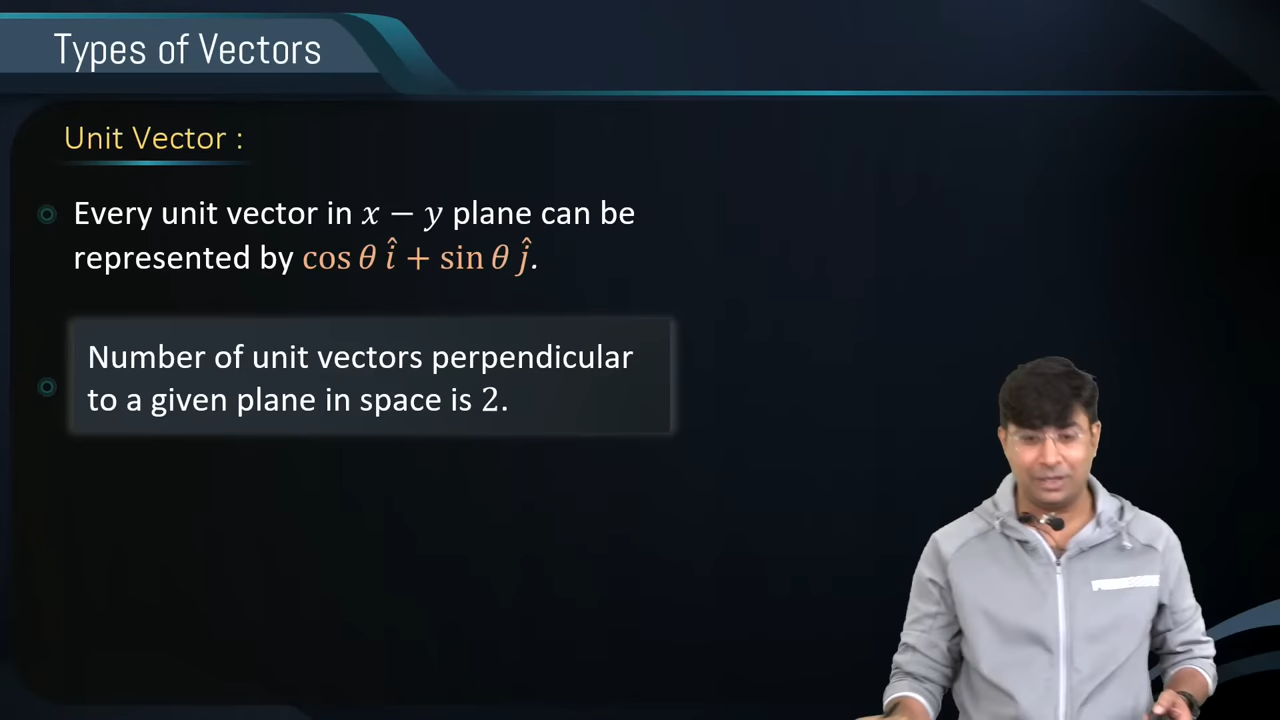 Types of Vectors
Unit Vector :
Every unit vector in x − y plane can be
represented by cos θ î + sin θ ĵ.
Number of unit vectors perpendicular
to a given plane in space is 2.